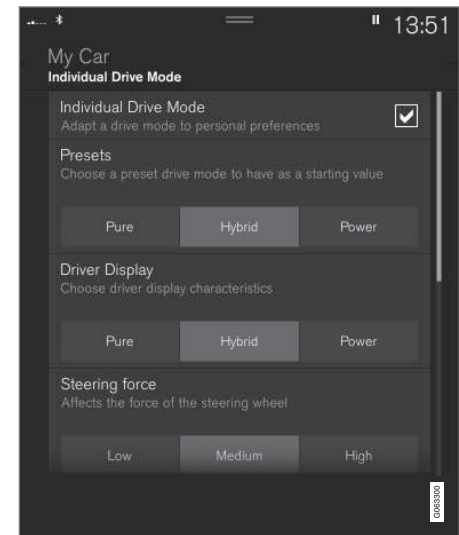 13:51
My Car
Individual Drive Mode
Individual Drive Mode
Adapt a drive mode to personal preferences
Presets
Choose a preset drive mode to have as a starting value
Pure Hybrid Power
Driver Display
Choose driver display characteristics
Pure Hybrid Power
Steering force
Affects the force of the steering wheel
Low Medium High
G063300